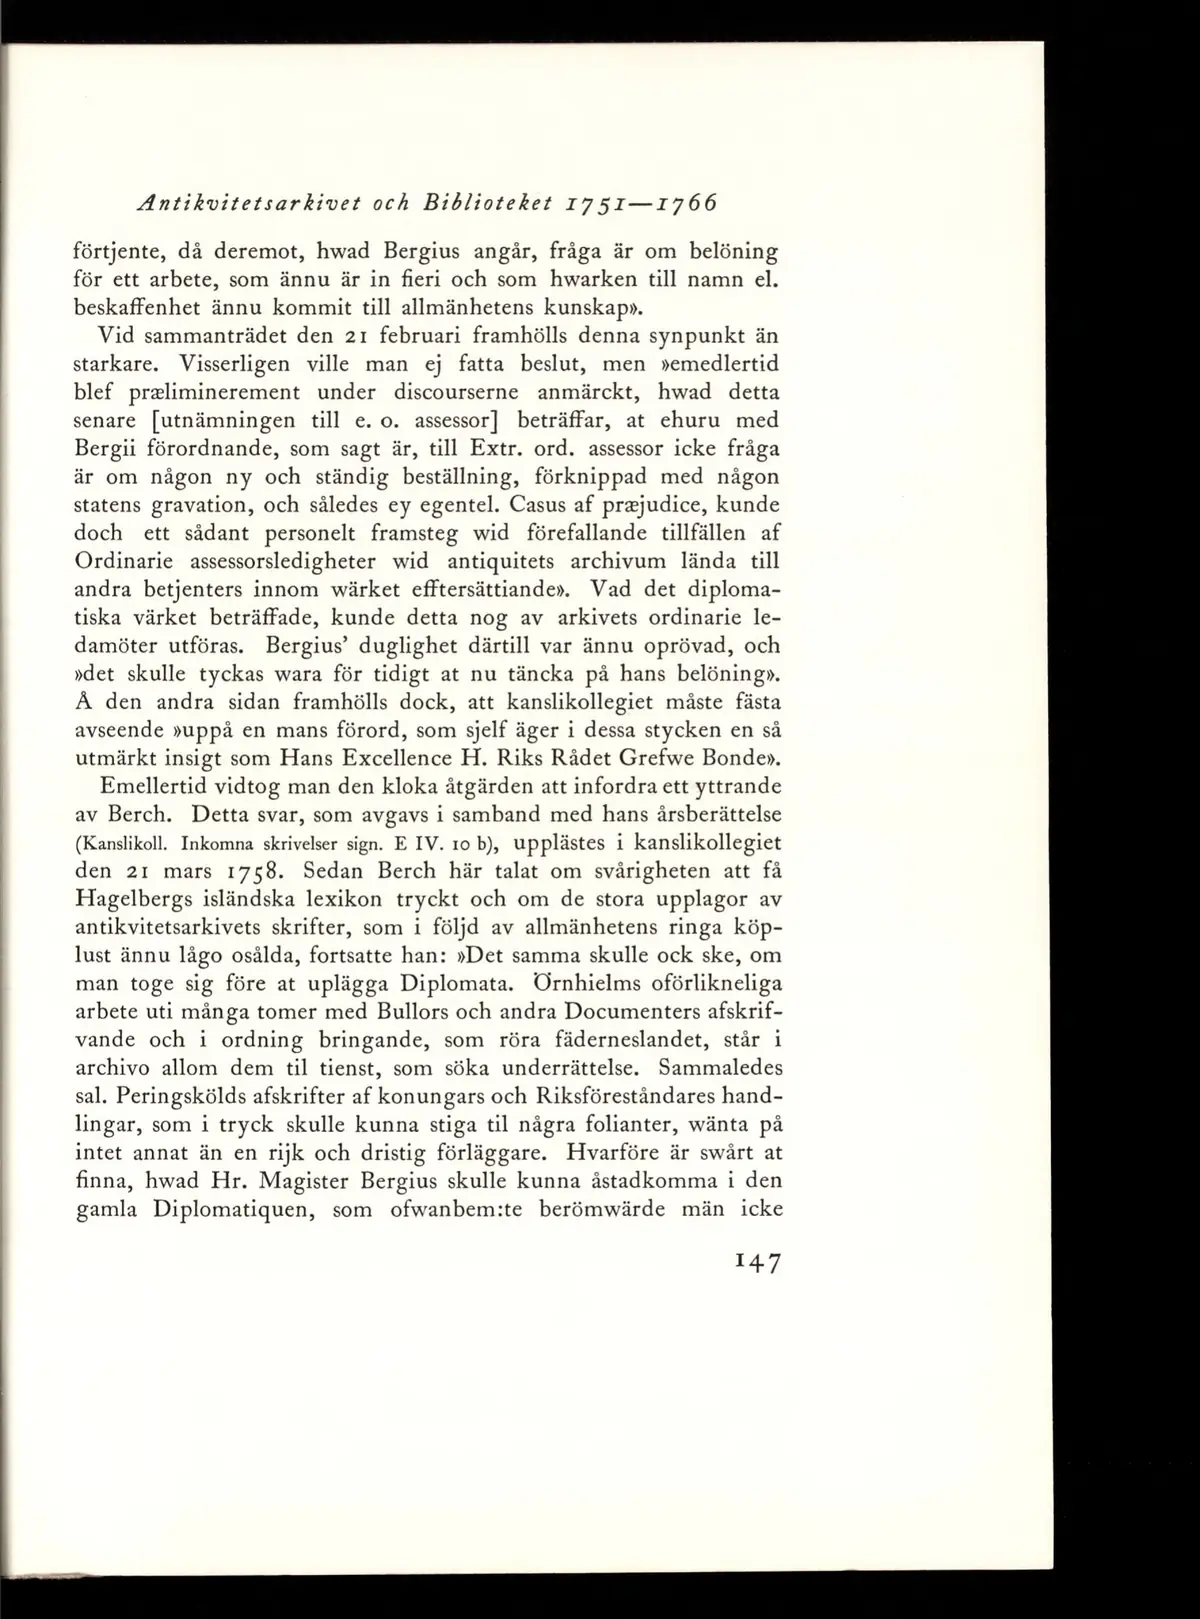 Antikvitetsarkivet och Biblioteket 1751—1766
förtjente, då deremot, hwad Bergius angår, fråga är om belöning
för ett arbete, som ännu är in fieri och som hwarken till namn el.
beskaffenhet ännu kommit till allmänhetens kunskap».
Vid sammanträdet den 21 februari framhölls denna synpunkt än
starkare. Visserligen ville man ej fatta beslut, men »emedlertid
blef præliminerement under discourserne anmärckt, hwad detta
senare [utnämningen till e. o. assessor] beträffar, at ehuru med
Bergii förordnande, som sagt är, till Extr. ord. assessor icke fråga
är om någon ny och ständig beställning, förknippad med någon
statens gravation, och således ey egentel. Casus af præjudice, kunde
doch ett sådant personelt framsteg wid förefallande tillfällen af
Ordinarie assessorsledigheter wid antiquitets archivum lända till
andra betjenters innom wärket efftersättiande». Vad det diploma-
tiska värket beträffade, kunde detta nog av arkivets ordinarie le-
damöter utföras. Bergius’ duglighet därtill var ännu oprövad, och
»det skulle tyckas wara för tidigt at nu täncka på hans belöning».
Å den andra sidan framhölls dock, att kanslikollegiet måste fästa
avseende »uppå en mans förord, som sjelf äger i dessa stycken en så
utmärkt insigt som Hans Excellence H. Riks Rådet Grefwe Bonde».
Emellertid vidtog man den kloka åtgärden att infordra ett yttrande
av Berch. Detta svar, som avgavs i samband med hans årsberättelse
(Kanslikoll. Inkomna skrivelser sign. E IV. 10 b), upplästes i kanslikollegiet
den 21 mars 1758. Sedan Berch här talat om svårigheten att få
Hagelbergs isländska lexikon tryckt och om de stora upplagor av
antikvitetsarkivets skrifter, som i följd av allmänhetens ringa köp-
lust ännu lågo osålda, fortsatte han: »Det samma skulle ock ske, om
man toge sig före at uplägga Diplomata. Örnhielms oförlikneliga
arbete uti många tomer med Bullors och andra Documenters afskrif-
vande och i ordning bringande, som röra fäderneslandet, står i
archivo allom dem til tienst, som söka underrättelse. Sammaledes
sal. Peringskölds afskrifter af konungars och Riksföreståndares hand-
lingar, som i tryck skulle kunna stiga til några folianter, wänta på
intet annat än en rijk och dristig förläggare. Hvarföre är swårt at
finna, hwad Hr. Magister Bergius skulle kunna åstadkomma i den
gamla Diplomatiquen, som ofwanbem:te berömwärde män icke
147